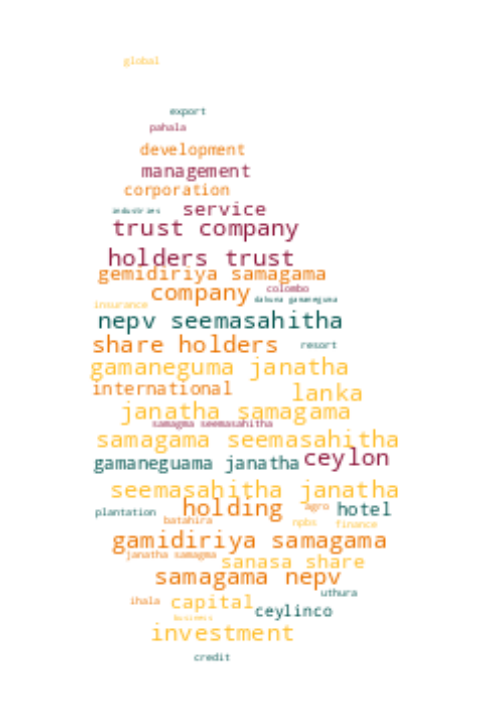 global
export
pahala
development
management
corporation
industries service
trust company
holders trust
gemidiriya samagama
company colombo
dakuna gamaneguna
insurance
nepv seemasahitha
share holders resort
gamaneguma janatha
international lanka
janatha samagama
samagma seemasahitha
samagama seemasahitha
gamaneguama janatha ceylon
seemasahitha janatha
plantation holding agro hotel
batahira npbs finance
gamidiriya samagama
janatha samagma sanasa share
samagama nepv
uthura
ihala capital ceylinco
business
investment
credit